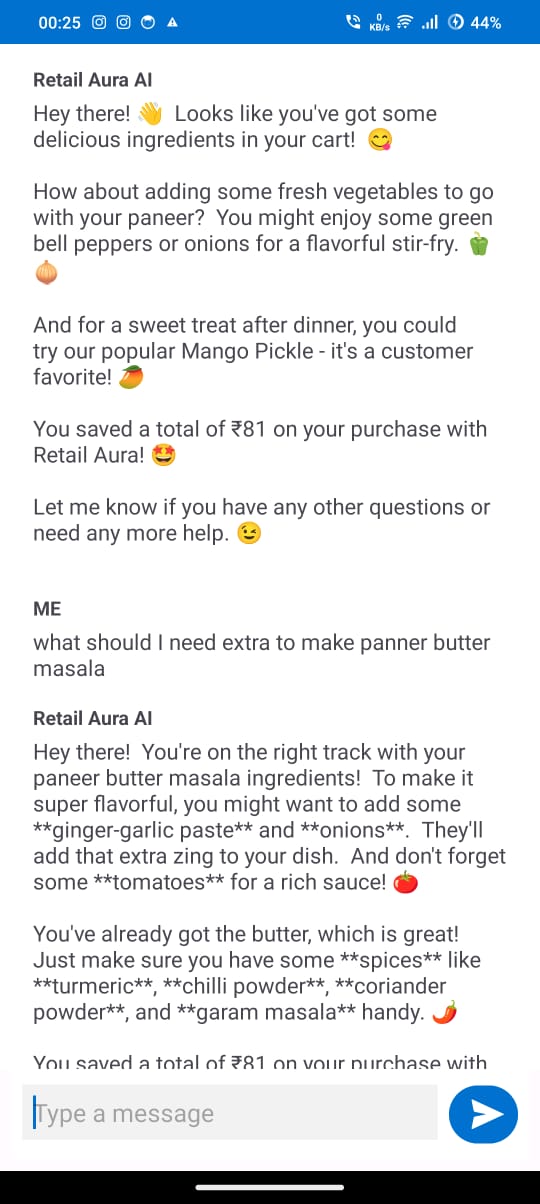 00:25 0 KB/s 44%
Retail Aura AI
Hey there! 👋 Looks like you've got some
delicious ingredients in your cart! 😋
How about adding some fresh vegetables to go
with your paneer? You might enjoy some green
bell peppers or onions for a flavorful stir-fry. 🫑
🧅
And for a sweet treat after dinner, you could
try our popular Mango Pickle - it's a customer
favorite! 🥭
You saved a total of ₹81 on your purchase with
Retail Aura! 🤩
Let me know if you have any other questions or
need any more help. 😉
ME
what should I need extra to make panner butter
masala
Retail Aura AI
Hey there! You're on the right track with your
paneer butter masala ingredients! To make it
super flavorful, you might want to add some
**ginger-garlic paste** and **onions**. They'll
add that extra zing to your dish. And don't forget
some **tomatoes** for a rich sauce! 🍅
You've already got the butter, which is great!
Just make sure you have some **spices** like
**turmeric**, **chilli powder**, **coriander
powder**, and **garam masala** handy. 🌶️
You saved a total of ₹81 on your purchase with
Type a message